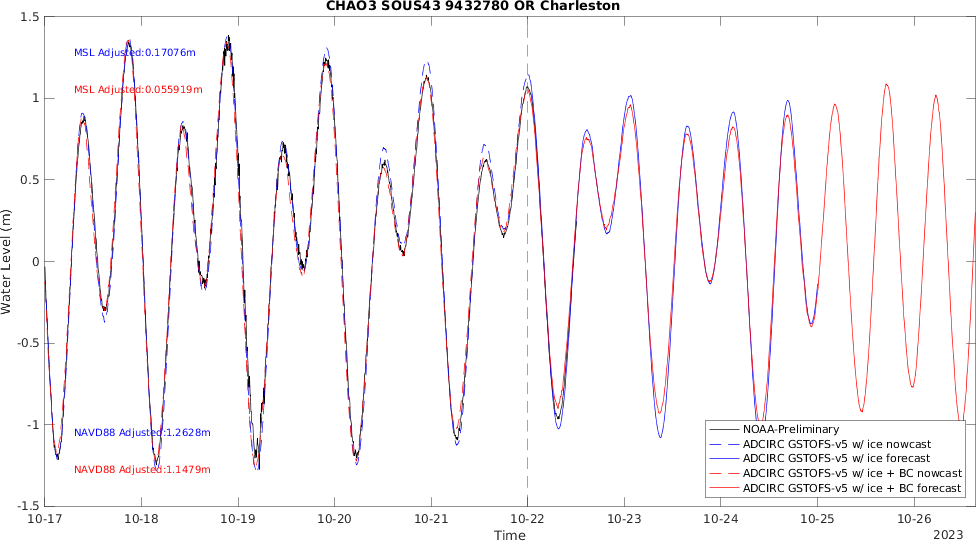 CHAO3 SOUS43 9432780 OR Charleston
1.5
1
0.5
0
-0.5
-1
-1.5
Water Level (m)
MSL Adjusted:0.17076m
MSL Adjusted:0.055919m
NAVD88 Adjusted:1.2628m
NAVD88 Adjusted:1.1479m
NOAA-Preliminary
ADCIRC GSTOFS-v5 w/ ice nowcast
ADCIRC GSTOFS-v5 w/ ice forecast
ADCIRC GSTOFS-v5 w/ ice + BC nowcast
ADCIRC GSTOFS-v5 w/ ice + BC forecast
10-17 10-18 10-19 10-20 10-21 10-22 10-23 10-24 10-25 10-26
Time
2023